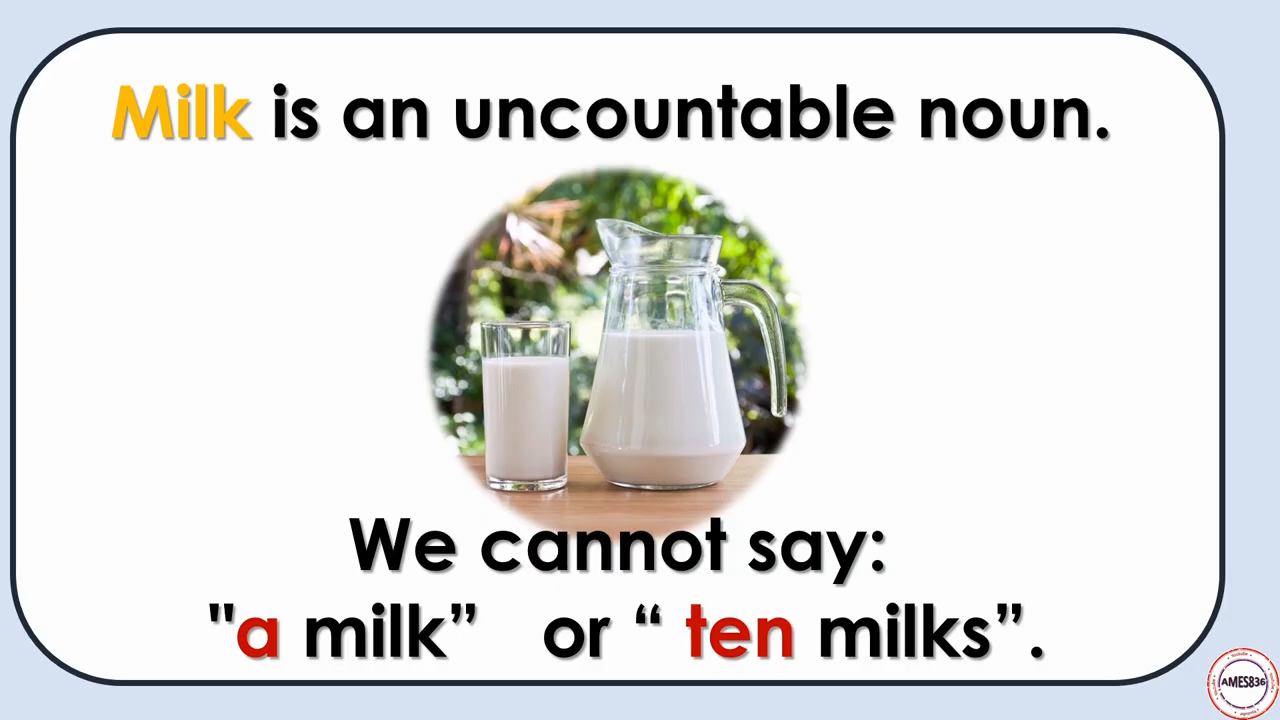 Milk is an uncountable noun.
We cannot say:
"a milk” or “ ten milks”.
AMES836